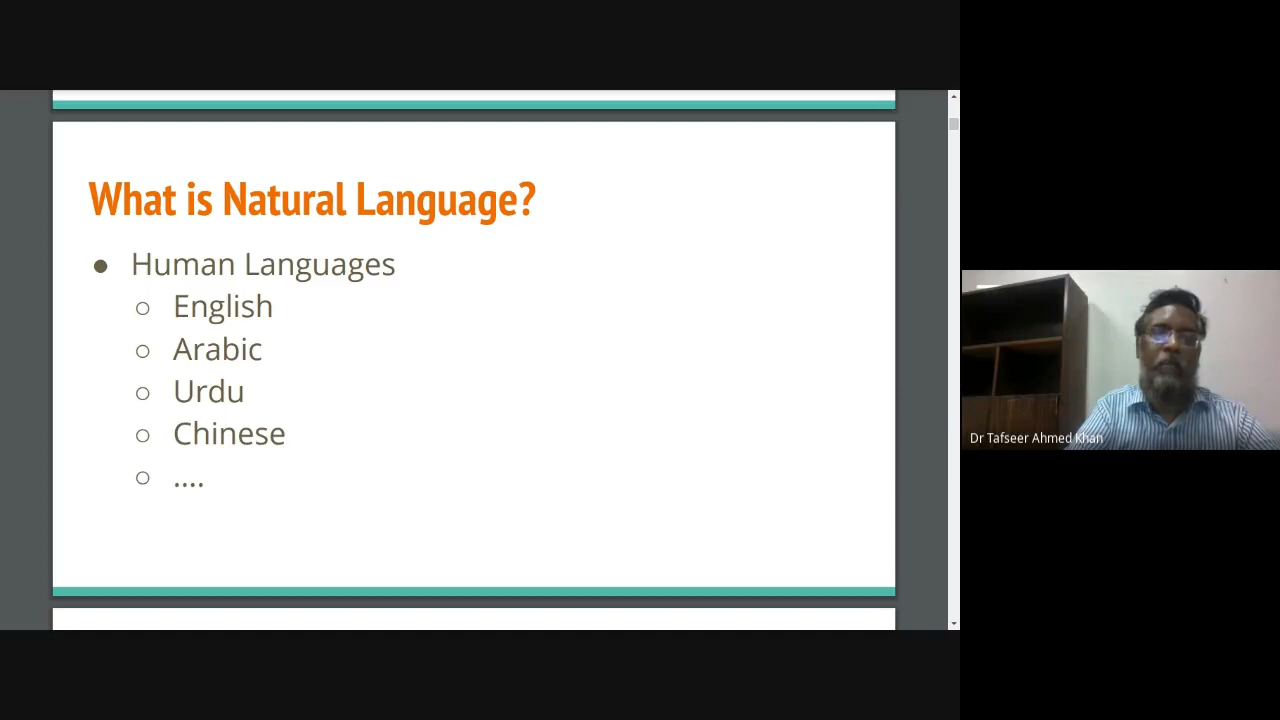 What is Natural Language?
● Human Languages
○ English
○ Arabic
○ Urdu
○ Chinese
○ ....
Dr Tafseer Ahmed Khan